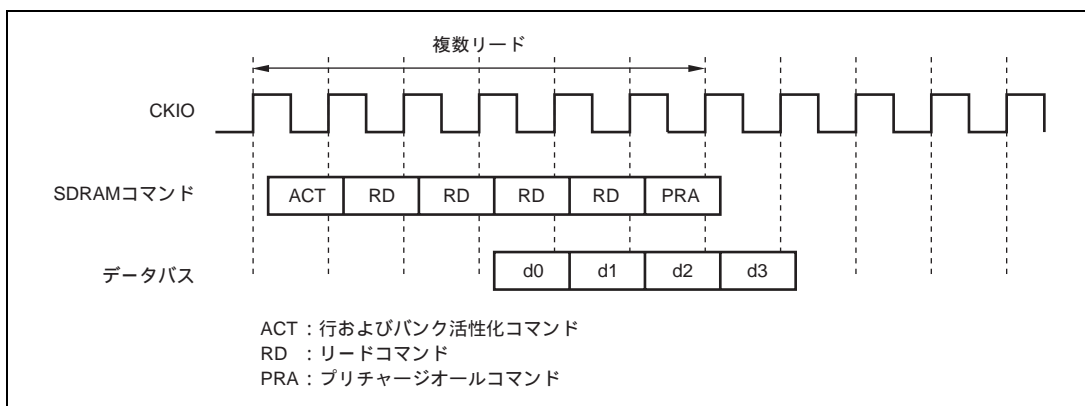 複数リード
CKIO
SDRAMコマンド ACT RD RD RD RD PRA
データバス d0 d1 d2 d3
ACT : 行およびバンク活性化コマンド
RD : リードコマンド
PRA : プリチャージオールコマンド